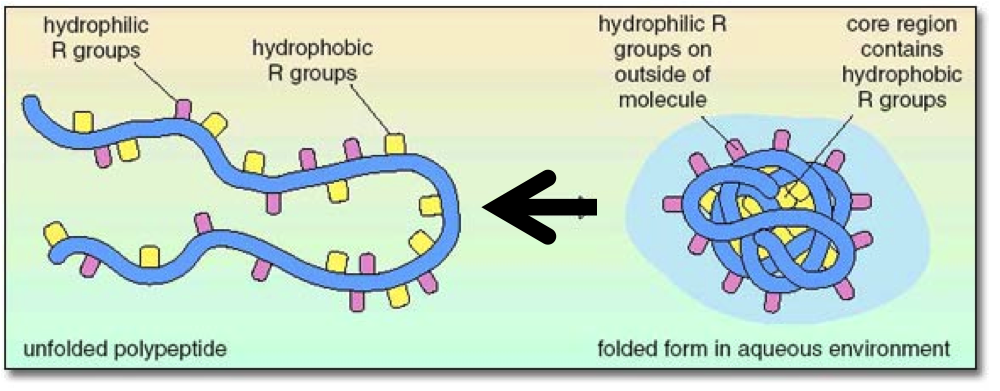 hydrophilic
R groups
hydrophobic
R groups
hydrophilic R
groups on
outside of
molecule
core region
contains
hydrophobic
R groups
unfolded polypeptide
folded form in aqueous environment